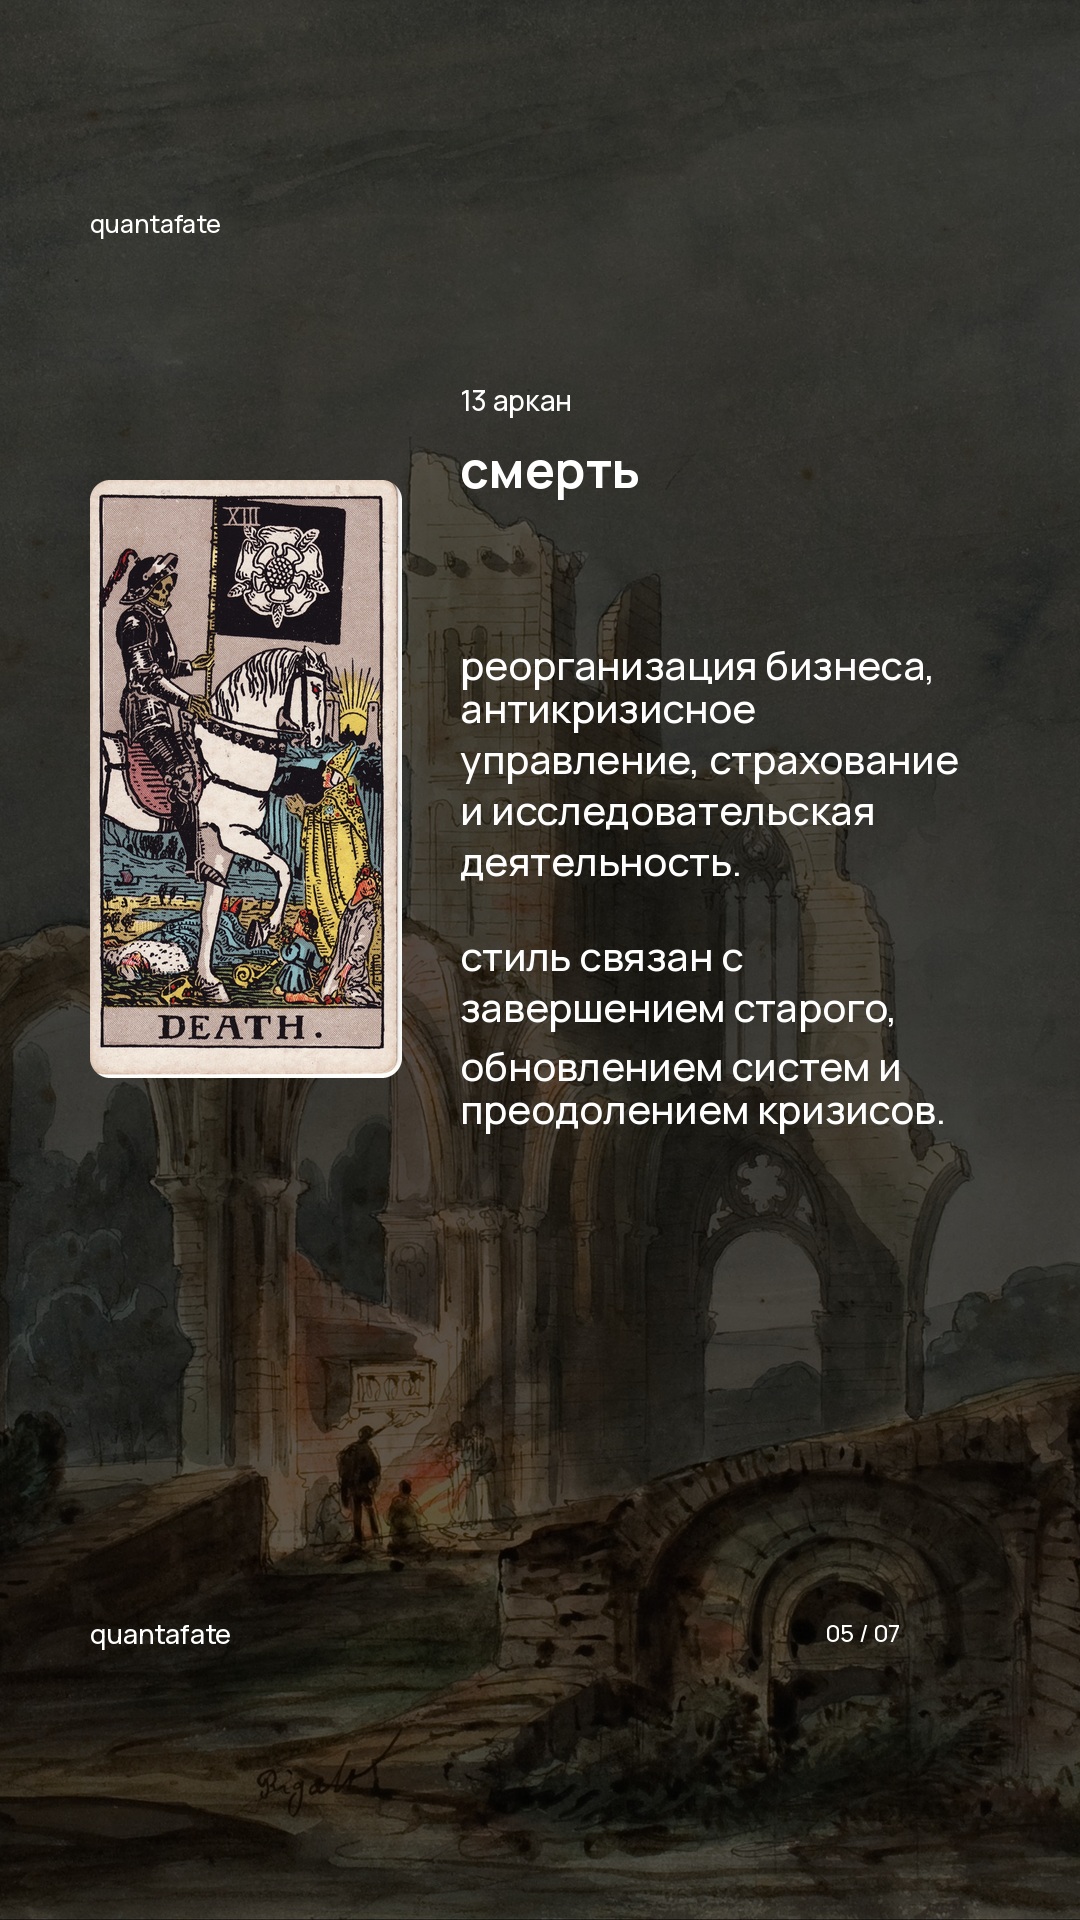 quantafate
13 аркан
смерть
XIII
DEATH.
реорганизация бизнеса,
антикризисное
управление, страхование
и исследовательская
деятельность.
стиль связан с
завершением старого,
обновлением систем и
преодолением кризисов.
quantafate
05 / 07